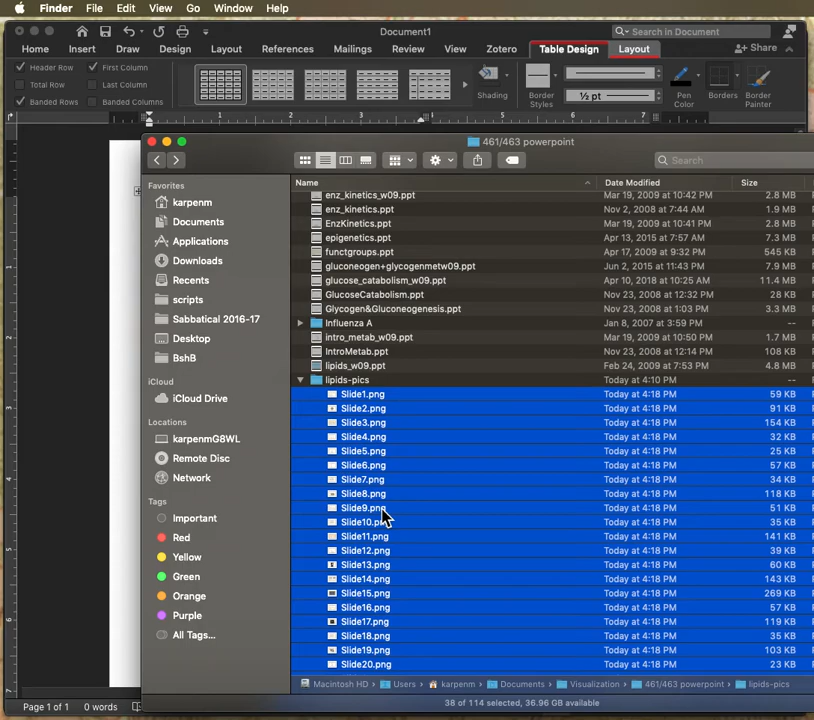 Finder File Edit View Go Window Help
Document1
Search in Document
Home Insert Draw Design Layout References Mailings Review View Zotero Table Design Layout Share
Header Row First Column
Total Row Last Column
Banded Rows Banded Columns
Shading
Border Styles
½ pt
Pen Color
Borders
Border Painter
1 2 3 4 5 6 7
461/463 powerpoint
Search
Favorites
karpenm
Documents
Applications
Downloads
Recents
scripts
Sabbatical 2016-17
Desktop
BshB
iCloud
iCloud Drive
Locations
karpenmG8WL
Remote Disc
Network
Tags
Important
Red
Yellow
Green
Orange
Purple
All Tags...
Name Date Modified Size
enz_kinetics_w09.ppt Mar 19, 2009 at 10:42 PM 2.8 MB
enz_kinetics.ppt Nov 2, 2008 at 7:44 AM 1.9 MB
EnzKinetics.ppt Mar 19, 2009 at 10:41 PM 2.8 MB
epigenetics.ppt Apr 13, 2015 at 7:57 AM 7.3 MB
functgroups.ppt Apr 17, 2009 at 9:32 PM 545 KB
gluconeogen+glycogenmetw09.ppt Jun 2, 2015 at 11:43 PM 7.9 MB
glucose_catabolism_w09.ppt Apr 10, 2018 at 10:25 AM 11.4 MB
GlucoseCatabolism.ppt Nov 23, 2008 at 12:32 PM 28 KB
Glycogen&Gluconeogenesis.ppt Nov 23, 2008 at 1:03 PM 3.3 MB
Influenza A Jan 8, 2007 at 3:59 PM --
intro_metab_w09.ppt Mar 19, 2009 at 10:50 PM 1.7 MB
IntroMetab.ppt Nov 23, 2008 at 12:14 PM 108 KB
lipids_w09.ppt Feb 24, 2009 at 7:53 PM 4.8 MB
lipids-pics Today at 4:10 PM --
Slide1.png Today at 4:18 PM 59 KB
Slide2.png Today at 4:18 PM 91 KB
Slide3.png Today at 4:18 PM 154 KB
Slide4.png Today at 4:18 PM 32 KB
Slide5.png Today at 4:18 PM 25 KB
Slide6.png Today at 4:18 PM 57 KB
Slide7.png Today at 4:18 PM 34 KB
Slide8.png Today at 4:18 PM 118 KB
Slide9.png Today at 4:18 PM 51 KB
Slide10.png Today at 4:18 PM 35 KB
Slide11.png Today at 4:18 PM 141 KB
Slide12.png Today at 4:18 PM 39 KB
Slide13.png Today at 4:18 PM 60 KB
Slide14.png Today at 4:18 PM 143 KB
Slide15.png Today at 4:18 PM 269 KB
Slide16.png Today at 4:18 PM 57 KB
Slide17.png Today at 4:18 PM 119 KB
Slide18.png Today at 4:18 PM 35 KB
Slide19.png Today at 4:18 PM 103 KB
Slide20.png Today at 4:18 PM 23 KB
Macintosh HD Users karpenm Documents Visualization 461/463 powerpoint lipids-pics
38 of 114 selected, 36.96 GB available
Page 1 of 1 0 words